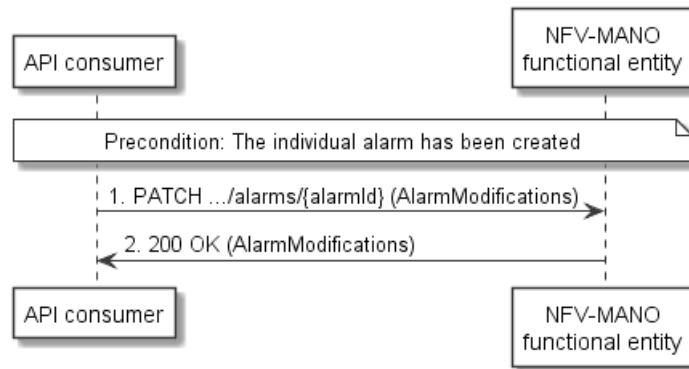 API consumer
NFV-MANO
functional entity
Precondition: The individual alarm has been created
1. PATCH .../alarms/{alarmId} (AlarmModifications)
2. 200 OK (AlarmModifications)
API consumer
NFV-MANO
functional entity